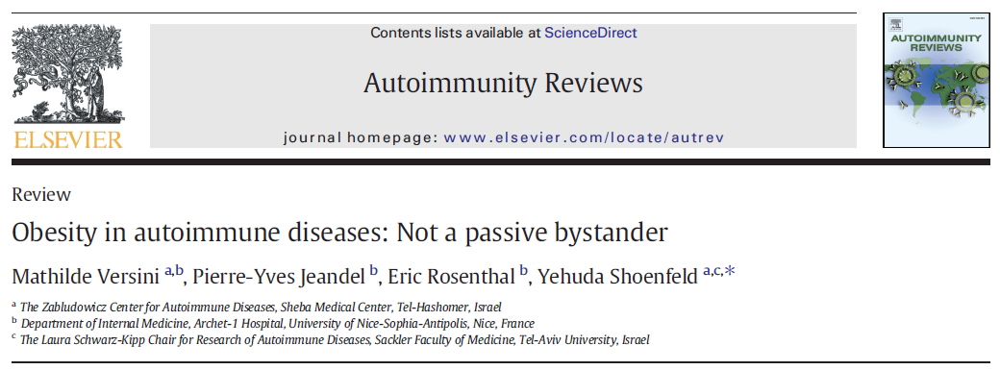 Contents lists available at ScienceDirect
Autoimmunity Reviews
journal homepage: www.elsevier.com/locate/autrev
ELSEVIER
AUTOIMMUNITY
REVIEWS
Review
Obesity in autoimmune diseases: Not a passive bystander
Mathilde Versini a,b, Pierre-Yves Jeandel b, Eric Rosenthal b, Yehuda Shoenfeld a,c,*
a The Zabludowicz Center for Autoimmune Diseases, Sheba Medical Center, Tel-Hashomer, Israel
b Department of Internal Medicine, Archet-1 Hospital, University of Nice-Sophia-Antipolis, Nice, France
c The Laura Schwarz-Kipp Chair for Research of Autoimmune Diseases, Sackler Faculty of Medicine, Tel-Aviv University, Israel